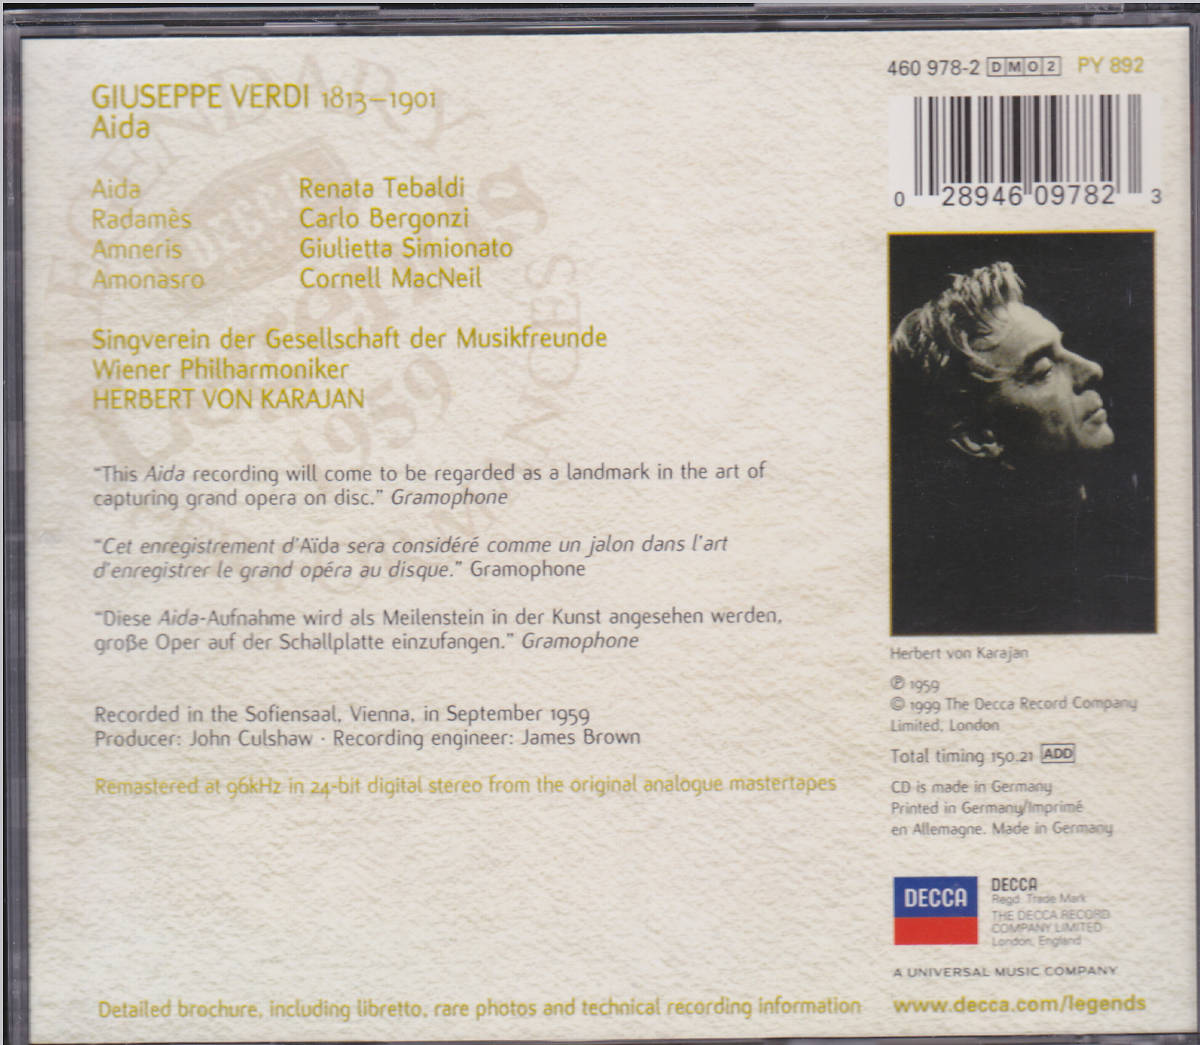 GIUSEPPE VERDI 1813–1901
Aida
Aida Renata Tebaldi
Radamès Carlo Bergonzi
Amneris Giulietta Simionato
Amonasro Cornell MacNeil
Singverein der Gesellschaft der Musikfreunde
Wiener Philharmoniker
HERBERT VON KARAJAN
"This Aida recording will come to be regarded as a landmark in the art of
capturing grand opera on disc." Gramophone
"Cet enregistrement d'Aïda sera considéré comme un jalon dans l'art
d'enregistrer le grand opéra au disque." Gramophone
"Diese Aida-Aufnahme wird als Meilenstein in der Kunst angesehen werden,
große Oper auf der Schallplatte einzufangen." Gramophone
Recorded in the Sofiensaal, Vienna, in September 1959
Producer: John Culshaw · Recording engineer: James Brown
Remastered at 96kHz in 24-bit digital stereo from the original analogue mastertapes
Detailed brochure, including libretto, rare photos and technical recording information
460 978-2 DMO2 PY 892
0 28946 09782 3
Herbert von Karajan
℗ 1959
© 1999 The Decca Record Company
Limited, London
Total timing 150.21 ADD
CD is made in Germany
Printed in Germany/Imprimé
en Allemagne. Made in Germany
DECCA
DECCA
Regd. Trade Mark
THE DECCA RECORD
COMPANY LIMITED
London, England
A UNIVERSAL MUSIC COMPANY
www.decca.com/legends
LEGENDARY
DECCA
1959